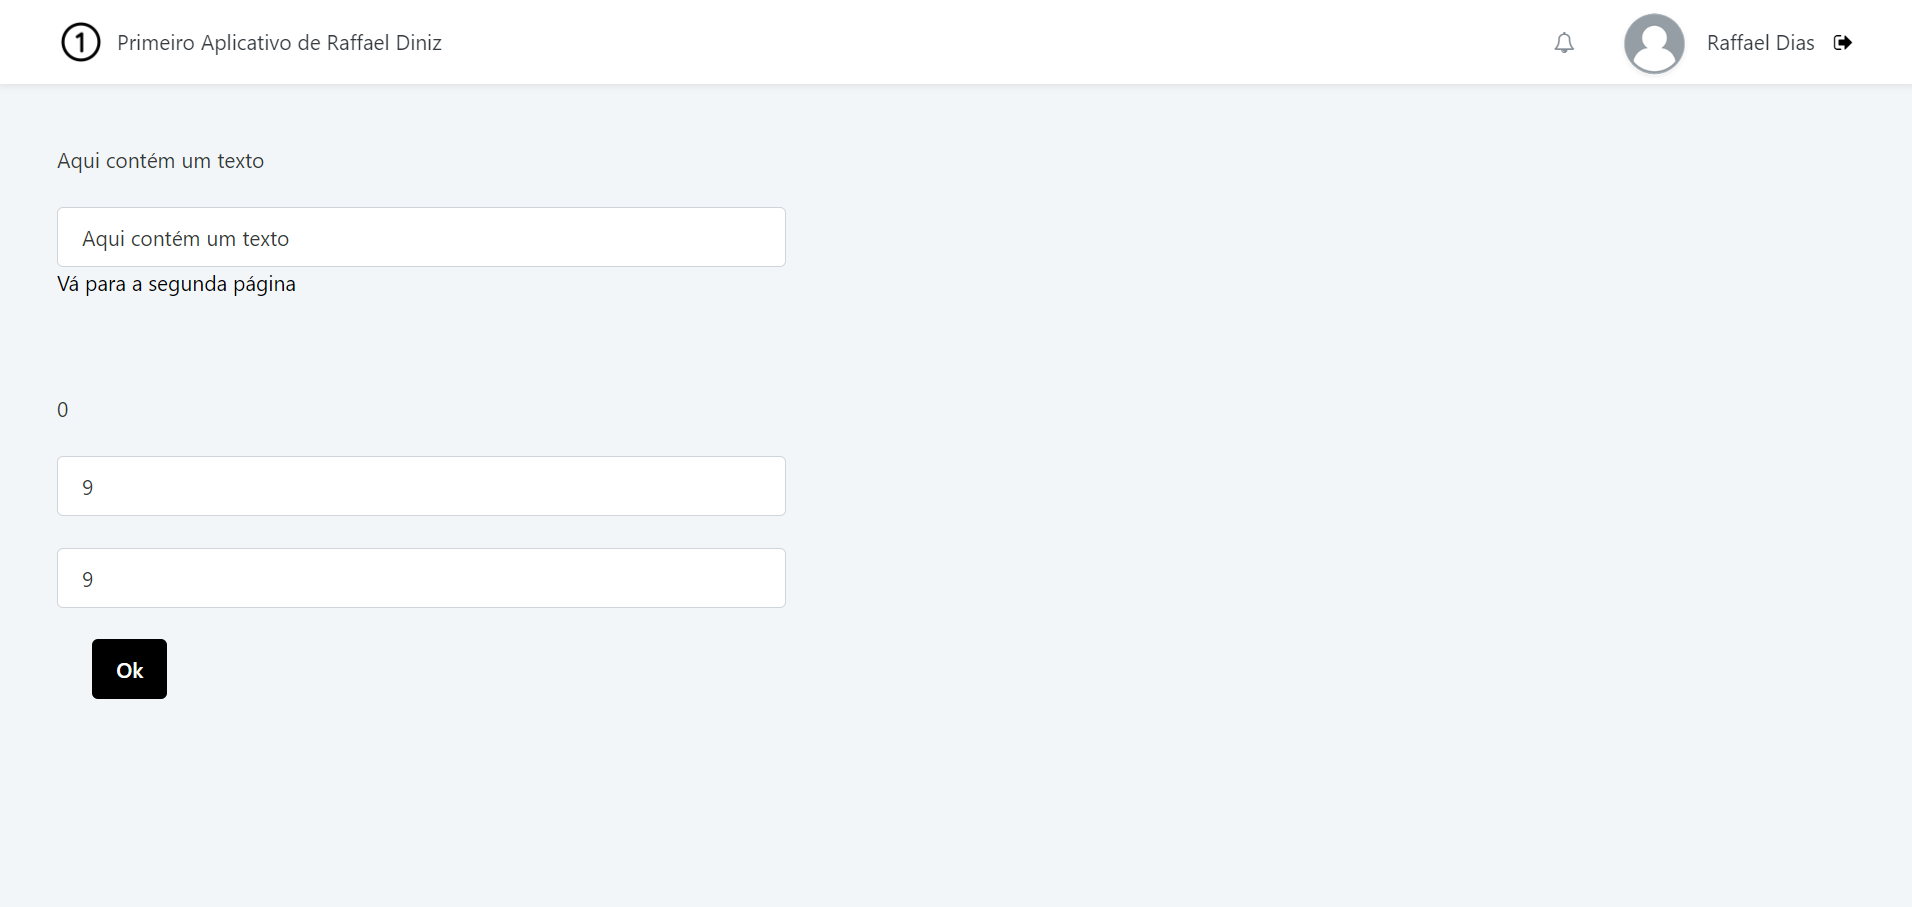 1 Primeiro Aplicativo de Raffael Diniz
Raffael Dias
Aqui contém um texto
Aqui contém um texto
Vá para a segunda página
0
9
9
Ok